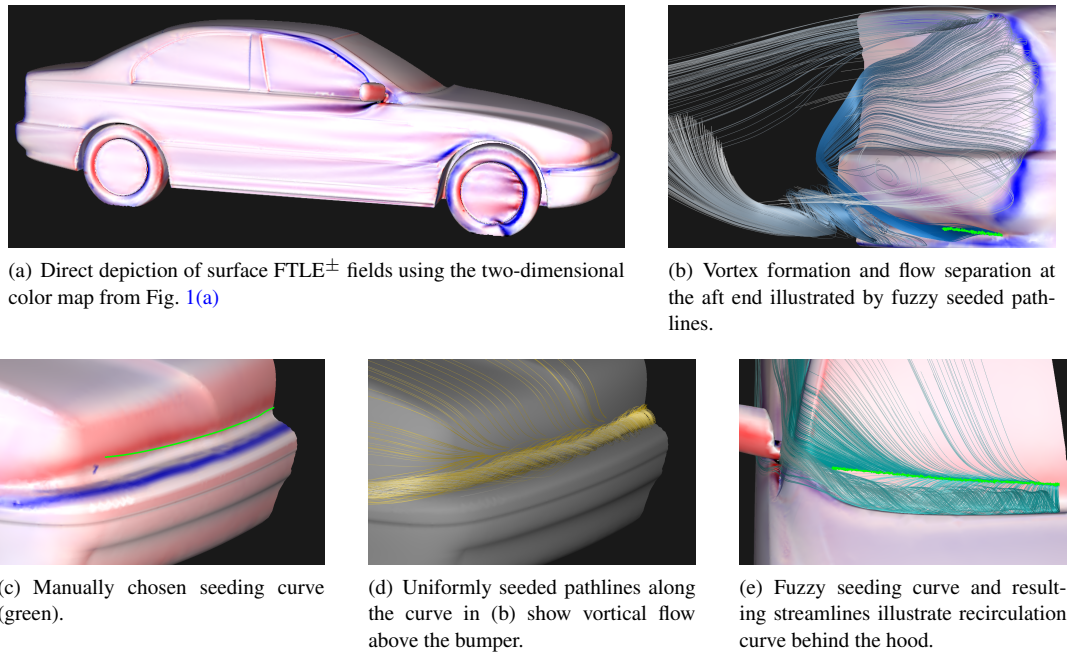 (a) Direct depiction of surface FTLE± fields using the two-dimensional
color map from Fig. 1(a)
(b) Vortex formation and flow separation at
the aft end illustrated by fuzzy seeded path-
lines.
(c) Manually chosen seeding curve
(green).
(d) Uniformly seeded pathlines along
the curve in (b) show vortical flow
above the bumper.
(e) Fuzzy seeding curve and result-
ing streamlines illustrate recirculation
curve behind the hood.